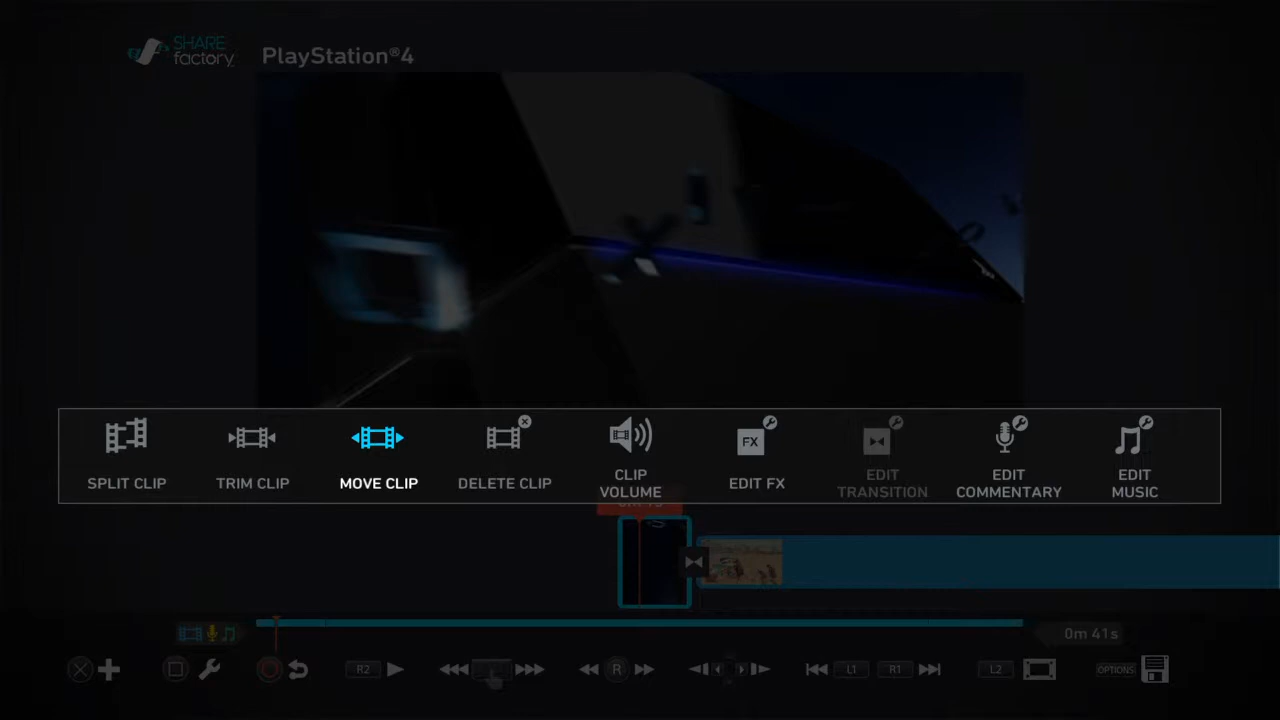 SHARE
factory
PlayStation®4
SPLIT CLIP
TRIM CLIP
MOVE CLIP
DELETE CLIP
CLIP
VOLUME
EDIT FX
EDIT
TRANSITION
EDIT
COMMENTARY
EDIT
MUSIC
FX
0m 41s
R2
R
L1
R1
L2
OPTIONS